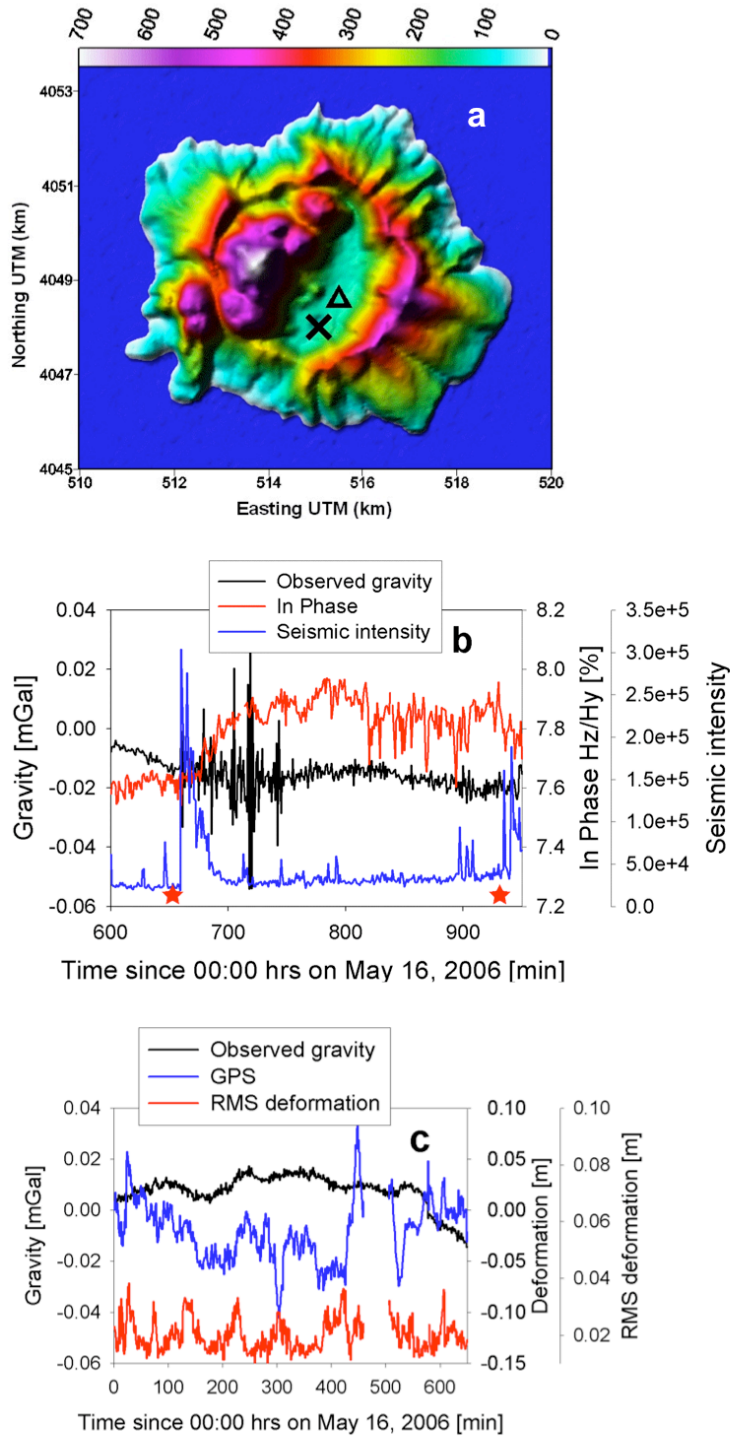 700 600 500 400 300 200 100 0
a
4053
4051
4049
4047
4045
Northing UTM (km)
510 512 514 516 518 520
Easting UTM (km)
Observed gravity
In Phase
Seismic intensity
b
0.04 8.2 3.5e+5
0.02 8.0 3.0e+5
2.5e+5
0.00 7.8 2.0e+5
-0.02 7.6 1.5e+5
1.0e+5
-0.04 7.4 5.0e+4
-0.06 7.2 0.0
Gravity [mGal]
In Phase Hz/Hy [%]
Seismic intensity
600 700 800 900
Time since 00:00 hrs on May 16, 2006 [min]
Observed gravity
GPS
RMS deformation
c
0.04 0.10 0.10
0.02 0.05 0.08
0.00 0.00 0.06
-0.02 -0.05
0.04
-0.04 -0.10
0.02
-0.06 -0.15
Gravity [mGal]
Deformation [m]
RMS deformation [m]
0 100 200 300 400 500 600
Time since 00:00 hrs on May 16, 2006 [min]